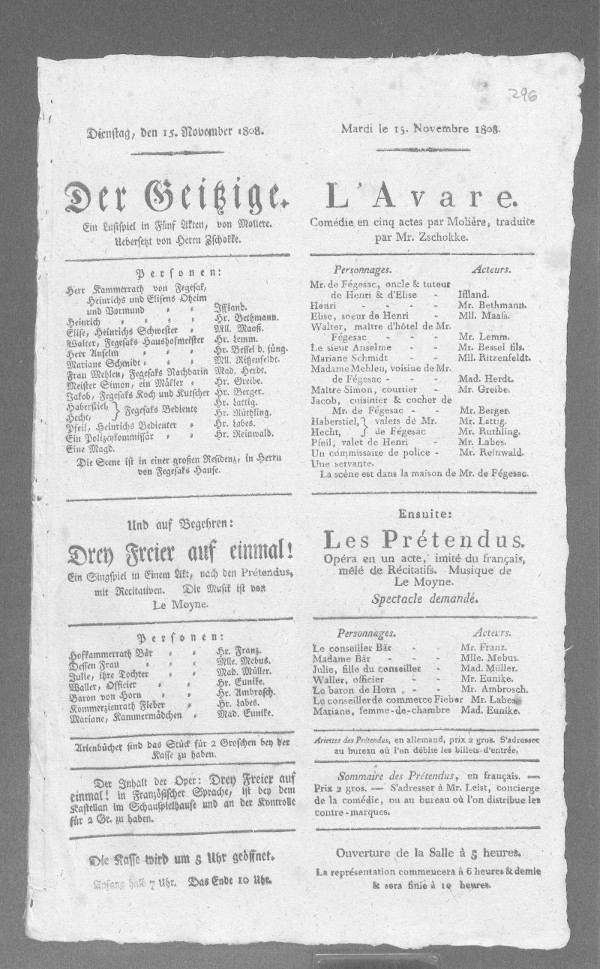 296
Dienstag, den 15. November 1808.
Der Geitzige.
Ein Lustspiel in Fünf Akten, von Moliere.
Uebersetzt von Herrn Zschokke.
Personen:
Herr Kammerrath von Fegesak,
Heinrichs und Elisens Oheim
und Vormund " " Iffland.
Heinrich " " " Hr. Bethmann.
Elise, Heinrichs Schwester " Mll. Maaß.
Walter, Fegesaks Haushofmeister Hr. Lemm.
Herr Anselm " " Hr. Bessel d. jüng.
Mariane Schmidt " " Mll. Ritzenfeldt.
Frau Mehlen, Fegesaks Nachbarin Mad. Herdt.
Meister Simon, ein Mäkler " Hr. Greibe.
Jakob, Fegesaks Koch und Kutscher Hr. Berger.
Haberstiel, } Fegesaks Bediente Hr. Lattig.
Hecht, Hr. Rüthling.
Pfeil, Heinrichs Bedienter " Hr. Labes.
Ein Polizeykommissär " " Hr. Reinwald.
Eine Magd.
Die Scene ist in einer großen Residenz, in Herrn
von Fegesaks Hause.
Und auf Begehren:
Drey Freier auf einmal!
Ein Singspiel in Einem Akt, nach den Prétendus,
mit Recitativen. Die Musik ist von
Le Moyne.
Personen:
Hofkammerrath Bär " " Hr. Franz.
Dessen Frau " " Mlle. Mebus.
Julie, ihre Tochter " " Mad. Müller.
Waller, Officier " " Hr. Eunike.
Baron von Horn " " Hr. Ambrosch.
Kommerzienrath Fieber " Hr. Labes.
Mariane, Kammermädchen " Mad. Eunike.
Arienbücher sind das Stück für 2 Groschen bey der
Kasse zu haben.
Der Inhalt der Oper: Drey Freier auf
einmal! in Französischer Sprache, ist bey dem
Kastellan im Schauspielhause und an der Kontrolle
für 2 Gr. zu haben.
Die Kasse wird um 5 Uhr geöffnet.
Anfang halb 7 Uhr. Das Ende 10 Uhr.
Mardi le 15. Novembre 1808.
L'Avare.
Comédie en cinq actes par Molière, traduite
par Mr. Zschokke.
Personnages. Acteurs.
Mr. de Fégesac, oncle & tuteur
de Henri & d'Elise - Iffland.
Henri - - - Mr. Bethmann.
Elise, soeur de Henri - Mll. Maaß.
Walter, maître d'hôtel de Mr.
Fégesac - - - Mr. Lemm.
Le sieur Anselme - - Mr. Bessel fils.
Mariane Schmidt - - Mll. Ritzenfeldt.
Madame Mehleu, voisine de Mr.
de Fégesac - - - Mad. Herdt.
Maître Simon, courtier - Mr. Greibe.
Jacob, cuisinier & cocher de
Mr. de Fégesac - - Mr. Berger.
Haberstiel, } valets de Mr. Mr. Lattig.
Hecht, de Fégesac - Mr. Rüthling.
Pfeil, valet de Henri - Mr. Labes.
Un commissaire de police - Mr. Reinwald.
Une servante.
La scène est dans la maison de Mr. de Fégesac.
Ensuite:
Les Prétendus.
Opéra en un acte, imité du français,
mêlé de Récitatifs. Musique de
Le Moyne.
Spectacle demandé.
Personnages. Acteurs.
Le conseiller Bär - - Mr. Franz.
Madame Bär - - Mlle. Mebus.
Julie, fille du conseiller - Mad. Müller.
Waller, officier - - Mr. Eunike.
Le baron de Horn - - Mr. Ambrosch.
Le conseiller de commerce Fieber Mr. Labes.
Mariane, femme-de-chambre Mad. Eunike.
Ariettes des Prétendus, en allemand, prix 2 gros. S'adresser
au bureau où l'on débite les billets-d'entrée.
Sommaire des Prétendus, en français. —
Prix 2 gros. — S'adresser à Mr. Leist, concierge
de la comédie, ou au bureau où l'on distribue les
contre-marques.
Ouverture de la Salle à 5 heures.
La représentation commencera à 6 heures & demie
& sera finie à 10 heures.